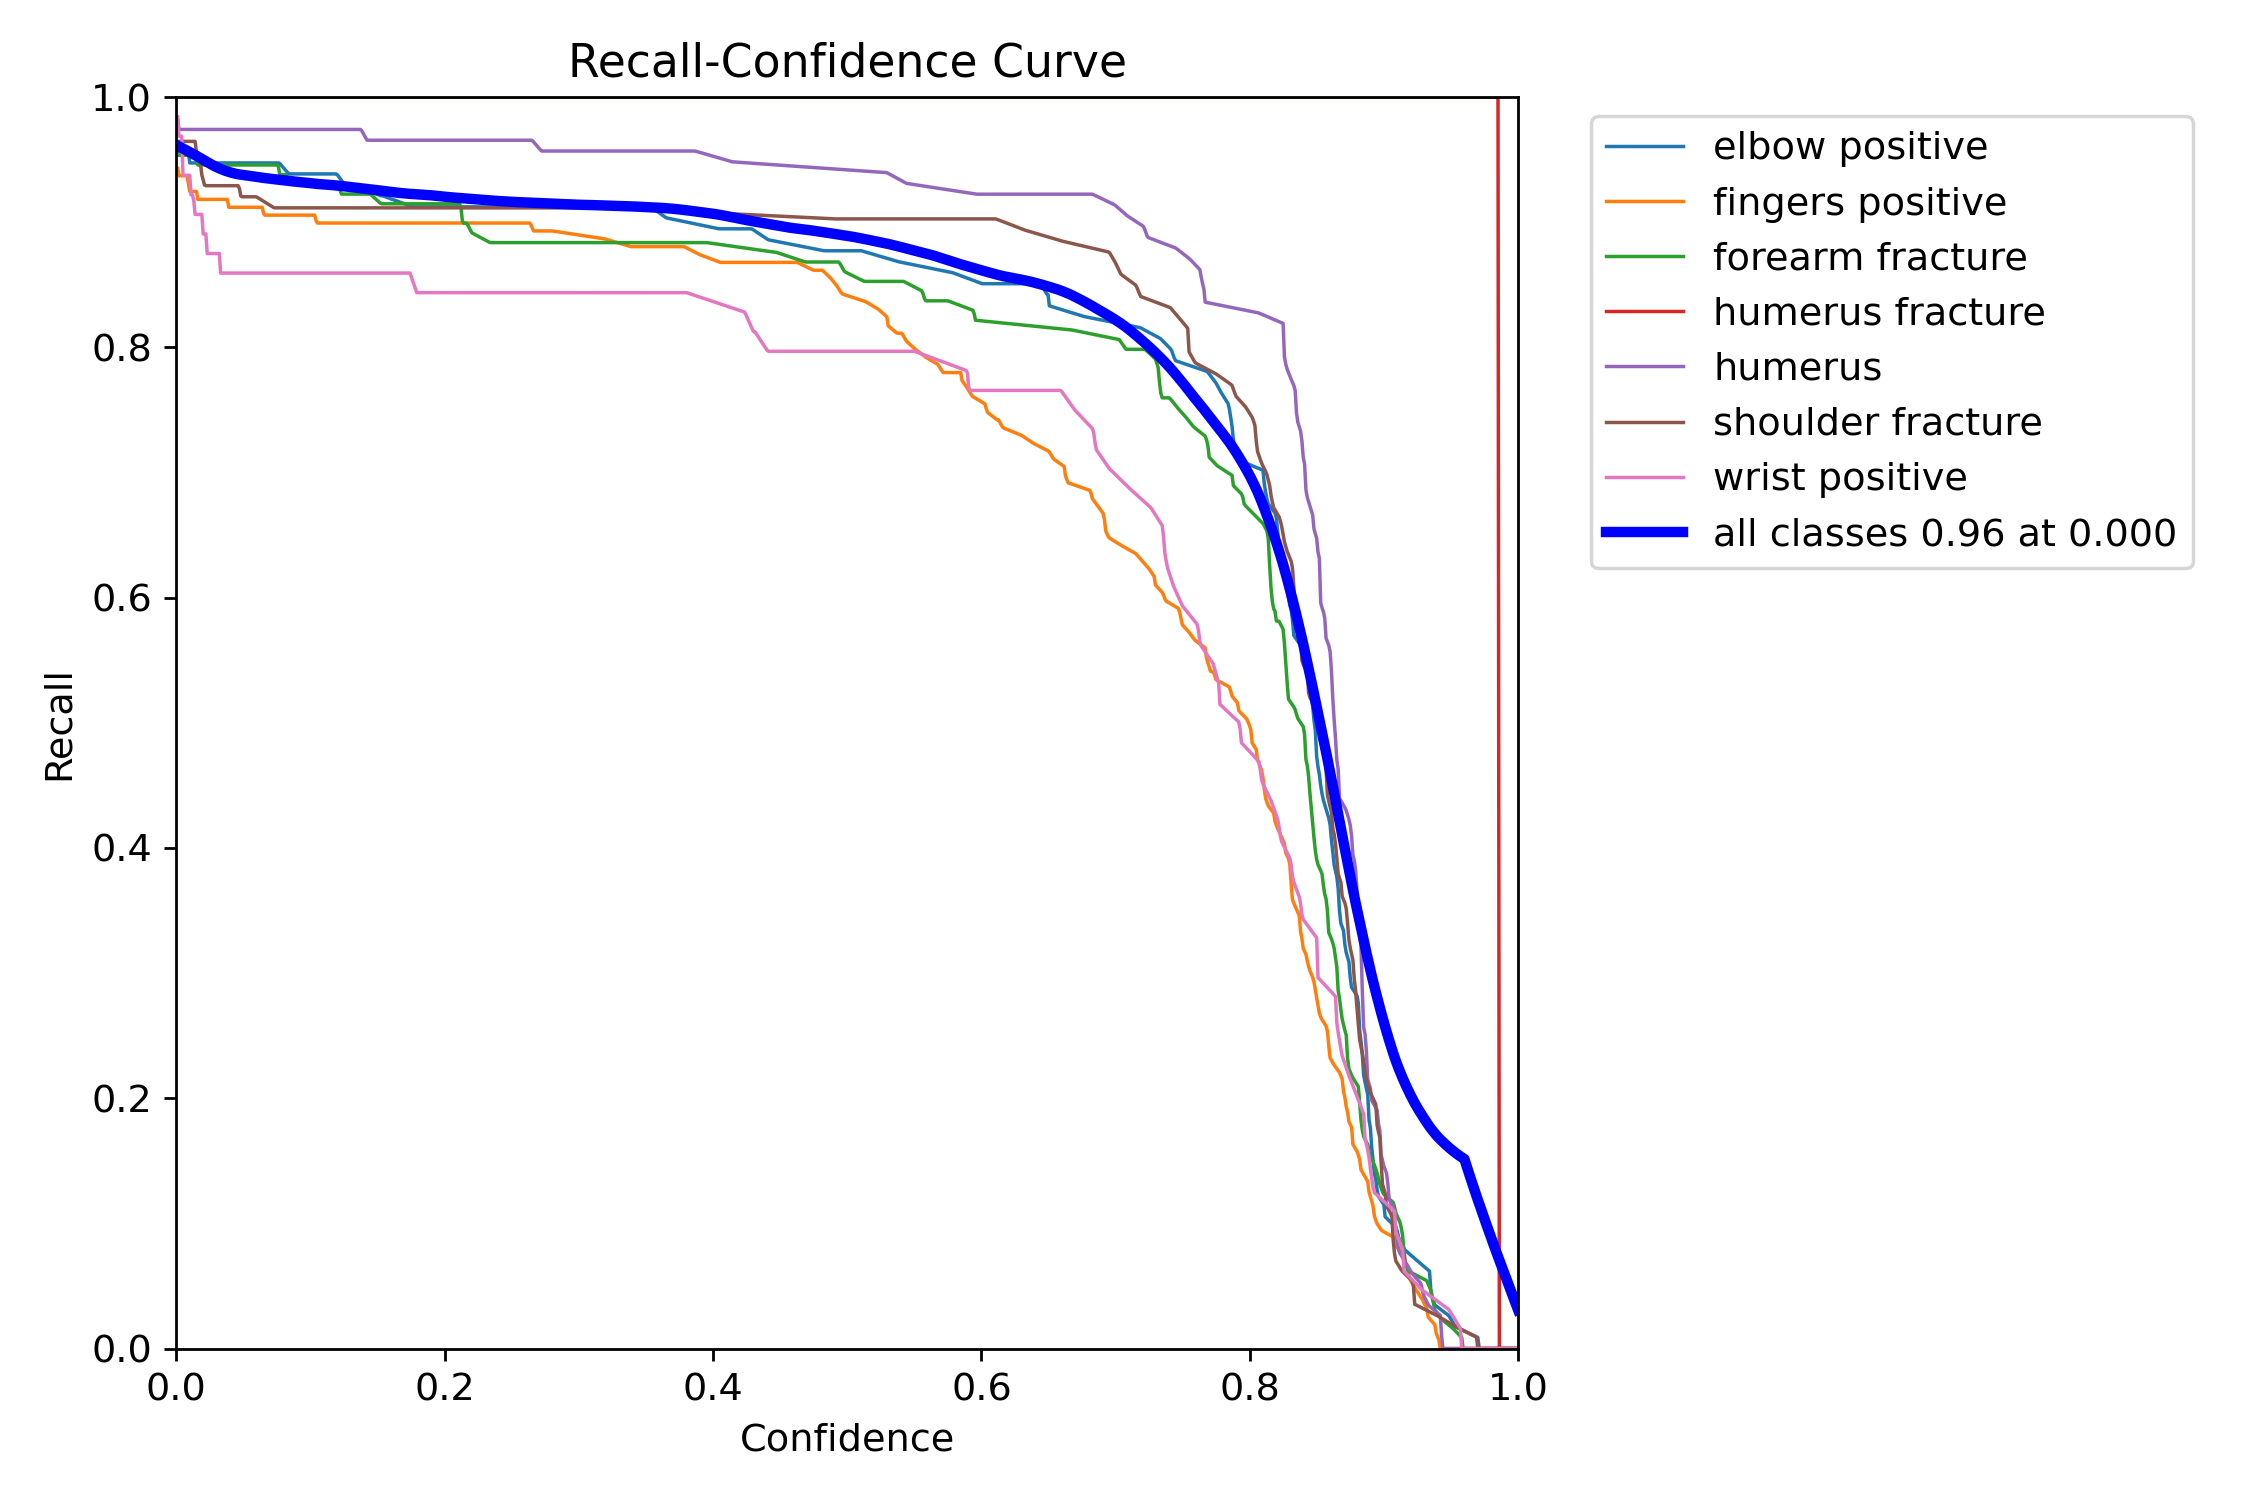 Recall-Confidence Curve
1.0
0.8
0.6
0.4
0.2
0.0
Recall
0.0 0.2 0.4 0.6 0.8 1.0
Confidence
elbow positive
fingers positive
forearm fracture
humerus fracture
humerus
shoulder fracture
wrist positive
all classes 0.96 at 0.000